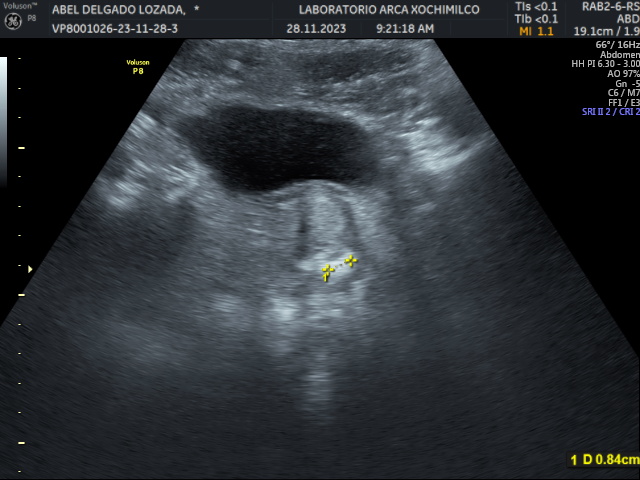 Voluson™
P8
ABEL DELGADO LOZADA, *
LABORATORIO ARCA XOCHIMILCO
TIs <0.1
RAB2-6-RS
VP8001026-23-11-28-3
28.11.2023
9:21:18 AM
TIb <0.1
ABD
MI 1.1
19.1cm / 1.9
66°/ 16Hz
Abdomen
HH PI 6.30 - 3.00
AO 97%
Gn -5
C6 / M7
FF1 / E3
SRI II 2 / CRI 2
Voluson
P8
1 D 0.84cm